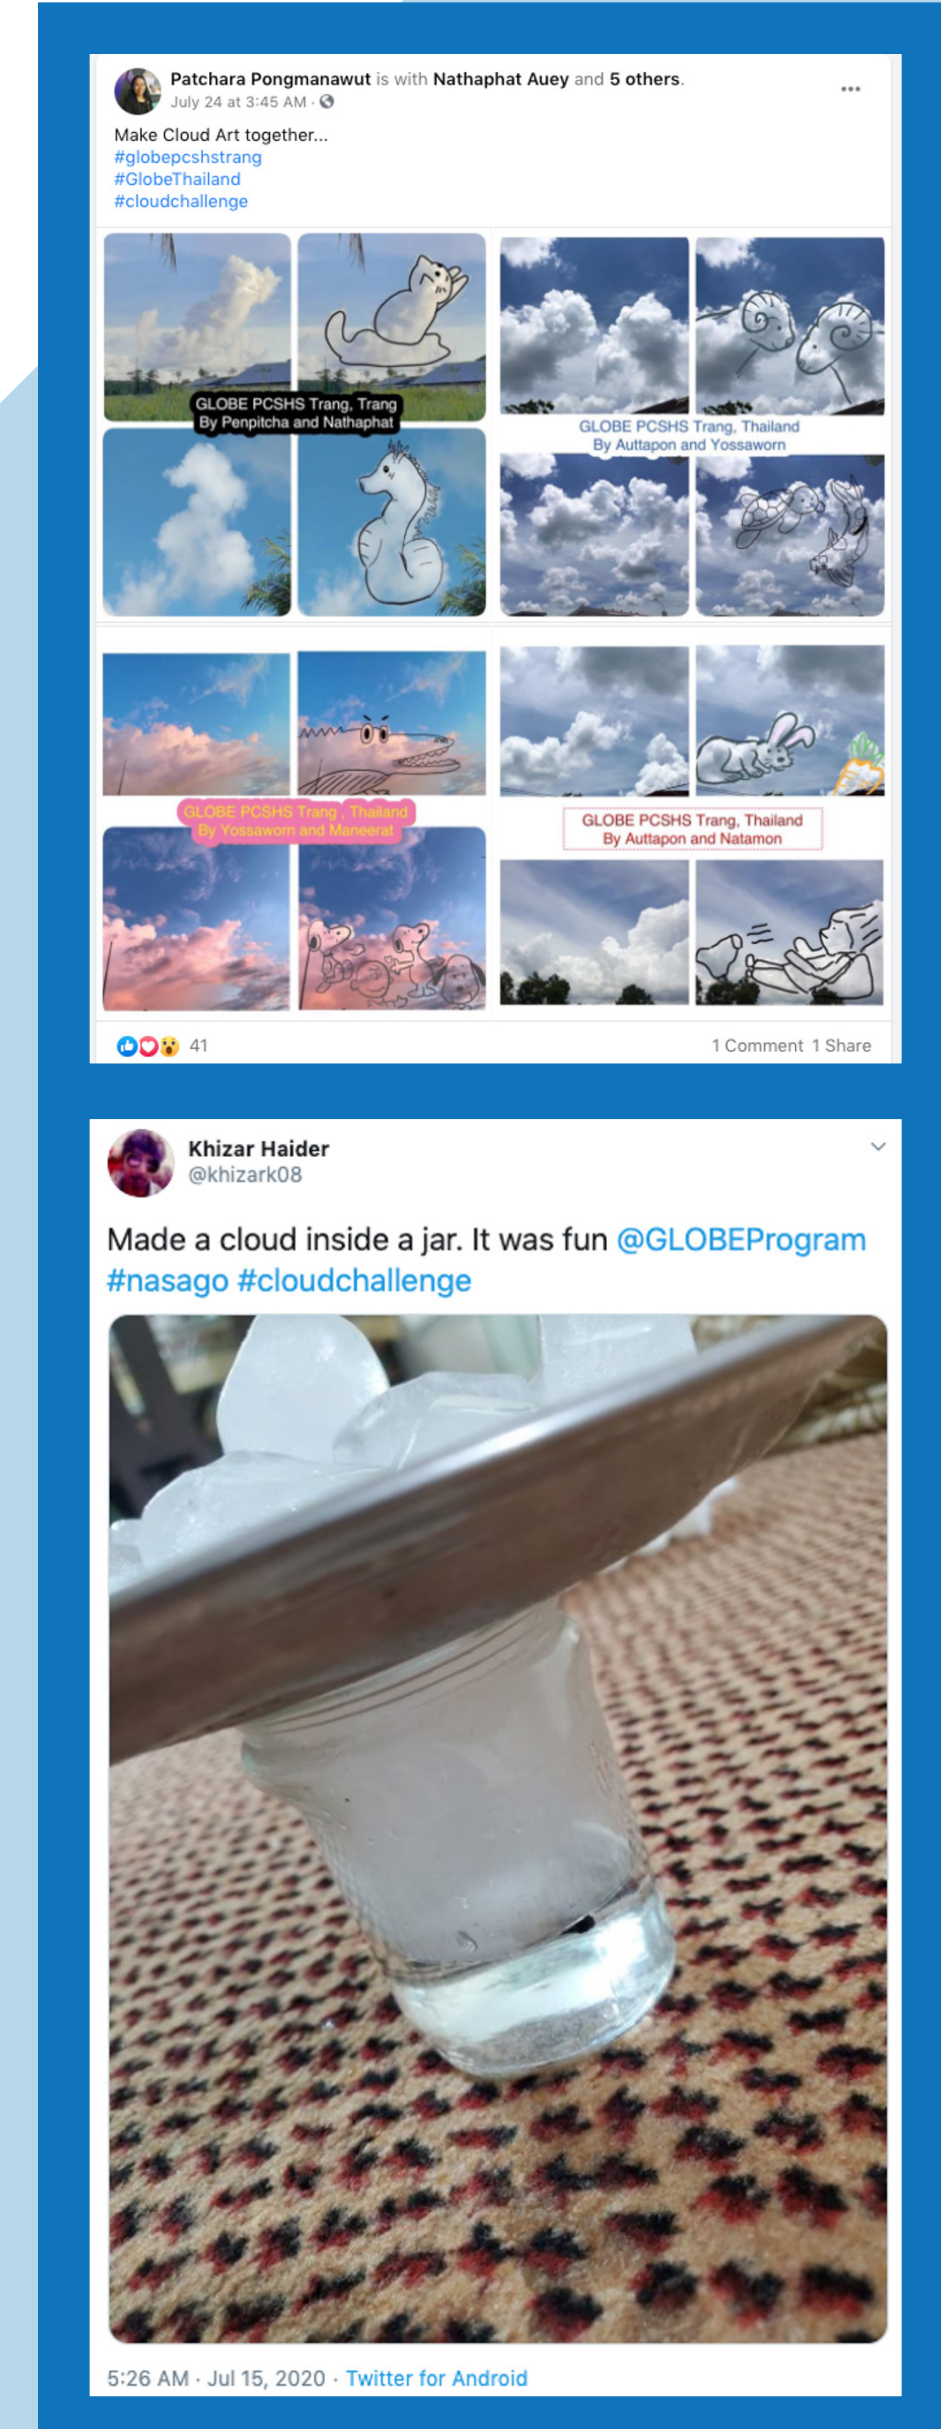 Patchara Pongmanawut is with Nathaphat Auey and 5 others.
July 24 at 3:45 AM ·
Make Cloud Art together...
#globepcshstrang
#GlobeThailand
#cloudchallenge
GLOBE PCSHS Trang, Trang
By Penpitcha and Nathaphat
GLOBE PCSHS Trang, Thailand
By Auttapon and Yossaworn
GLOBE PCSHS Trang , Thailand
By Yossaworn and Maneerat
GLOBE PCSHS Trang, Thailand
By Auttapon and Natamon
41
1 Comment 1 Share
Khizar Haider
@khizark08
Made a cloud inside a jar. It was fun @GLOBEProgram
#nasago #cloudchallenge
5:26 AM · Jul 15, 2020 · Twitter for Android